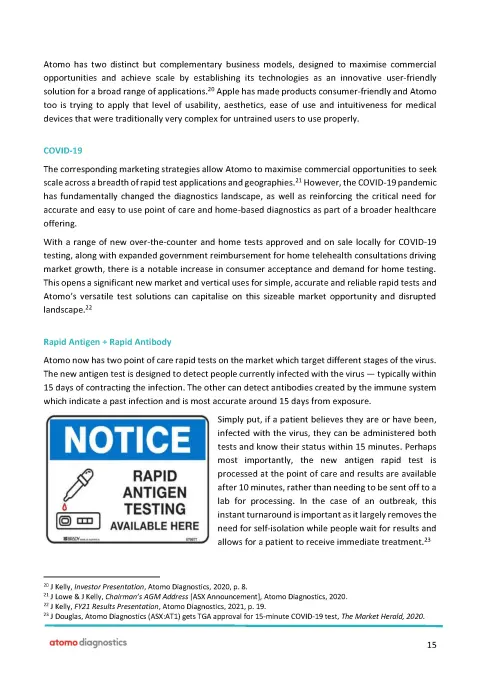 Atomo has two distinct but complementary business models, designed to maximise commercial
opportunities and achieve scale by establishing its technologies as an innovative user-friendly
solution for a broad range of applications.20 Apple has made products consumer-friendly and Atomo
too is trying to apply that level of usability, aesthetics, ease of use and intuitiveness for medical
devices that were traditionally very complex for untrained users to use properly.
COVID-19
The corresponding marketing strategies allow Atomo to maximise commercial opportunities to seek
scale across a breadth of rapid test applications and geographies.21 However, the COVID-19 pandemic
has fundamentally changed the diagnostics landscape, as well as reinforcing the critical need for
accurate and easy to use point of care and home-based diagnostics as part of a broader healthcare
offering.
With a range of new over-the-counter and home tests approved and on sale locally for COVID-19
testing, along with expanded government reimbursement for home telehealth consultations driving
market growth, there is a notable increase in consumer acceptance and demand for home testing.
This opens a significant new market and vertical uses for simple, accurate and reliable rapid tests and
Atomo's versatile test solutions can capitalise on this sizeable market opportunity and disrupted
landscape.22
Rapid Antigen + Rapid Antibody
Atomo now has two point of care rapid tests on the market which target different stages of the virus.
The new antigen test is designed to detect people currently infected with the virus — typically within
15 days of contracting the infection. The other can detect antibodies created by the immune system
which indicate a past infection and is most accurate around 15 days from exposure.
NOTICE
RAPID
ANTIGEN
TESTING
AVAILABLE HERE
Simply put, if a patient believes they are or have been,
infected with the virus, they can be administered both
tests and know their status within 15 minutes. Perhaps
most importantly, the new antigen rapid test is
processed at the point of care and results are available
after 10 minutes, rather than needing to be sent off to a
lab for processing. In the case of an outbreak, this
instant turnaround is important as it largely removes the
need for self-isolation while people wait for results and
allows for a patient to receive immediate treatment.23
20 J Kelly, Investor Presentation, Atomo Diagnostics, 2020, p. 8.
21 J Lowe & J Kelly, Chairman's AGM Address [ASX Announcement], Atomo Diagnostics, 2020.
22 J Kelly, FY21 Results Presentation, Atomo Diagnostics, 2021, p. 19.
23 J Douglas, Atomo Diagnostics (ASX:AT1) gets TGA approval for 15-minute COVID-19 test, The Market Herald, 2020.
atomo diagnostics
15